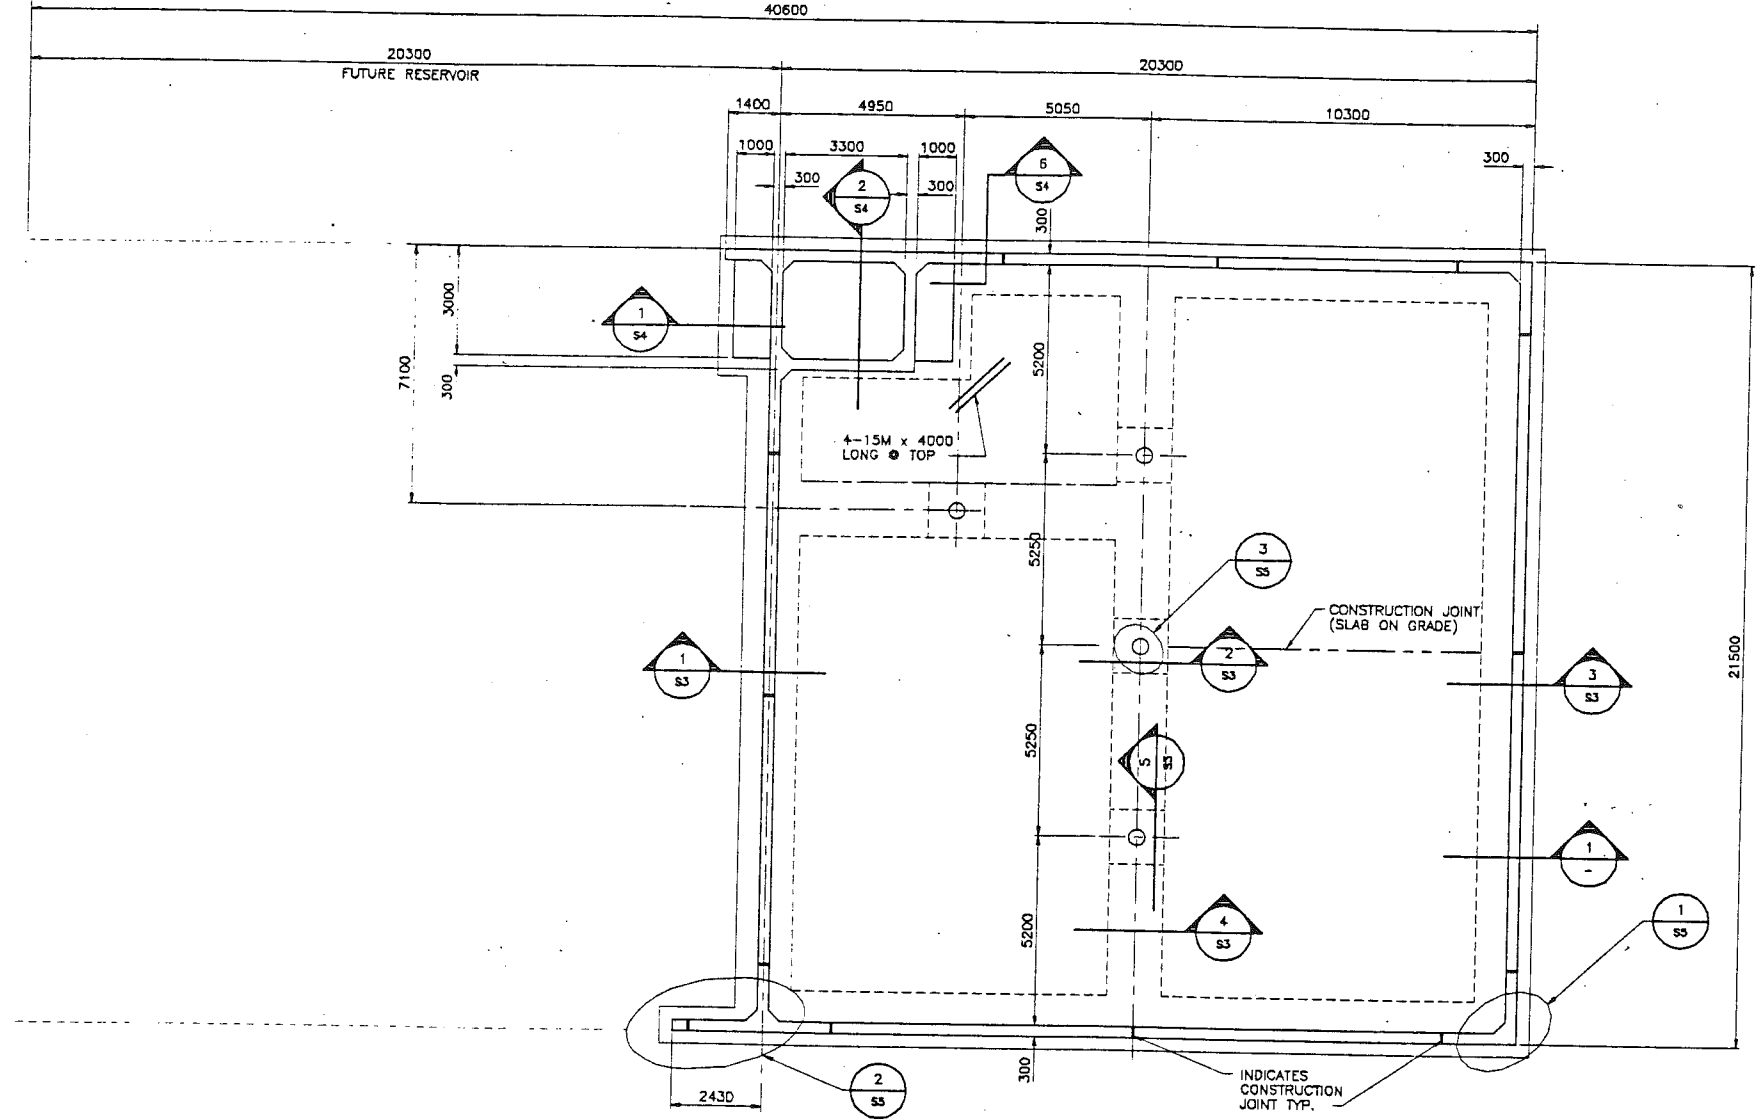 40600
20300
FUTURE RESERVOIR
20300
1400
4950
5050
10300
1000
3300
1000
300
300
300
2
S4
6
S4
300
3000
1
S4
7100
300
5200
4-15M x 4000
LONG @ TOP
5250
3
S5
CONSTRUCTION JOINT
(SLAB ON GRADE)
21500
1
S3
2
S3
3
S3
5250
5
S3
1
-
5200
4
S3
1
S5
300
INDICATES
CONSTRUCTION
JOINT TYP.
2430
2
S5